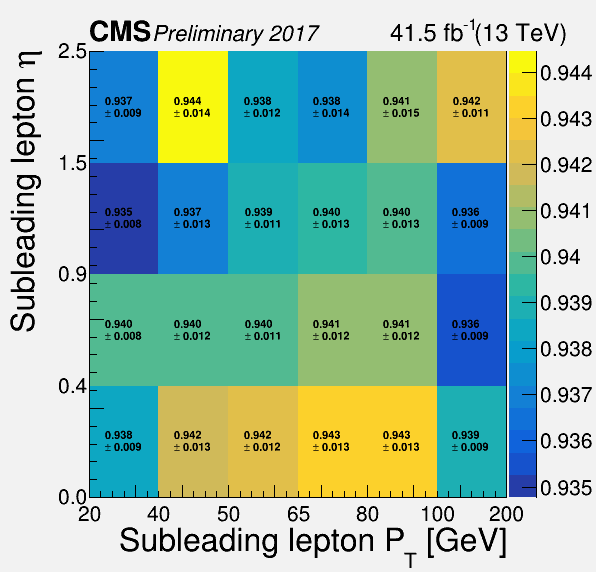 CMS Preliminary 2017 41.5 fb⁻¹(13 TeV)
Subleading lepton η
2.5
1.5
0.9
0.4
0.0
0.937 0.944 0.938 0.938 0.941 0.942
± 0.009 ± 0.014 ± 0.012 ± 0.014 ± 0.015 ± 0.011
0.935 0.937 0.939 0.940 0.940 0.936
± 0.008 ± 0.013 ± 0.011 ± 0.013 ± 0.013 ± 0.009
0.940 0.940 0.940 0.941 0.941 0.936
± 0.008 ± 0.012 ± 0.011 ± 0.012 ± 0.012 ± 0.009
0.938 0.942 0.942 0.943 0.943 0.939
± 0.009 ± 0.013 ± 0.012 ± 0.013 ± 0.013 ± 0.009
20 40 50 65 80 100 200
Subleading lepton P_T [GeV]
0.944
0.943
0.942
0.941
0.94
0.939
0.938
0.937
0.936
0.935